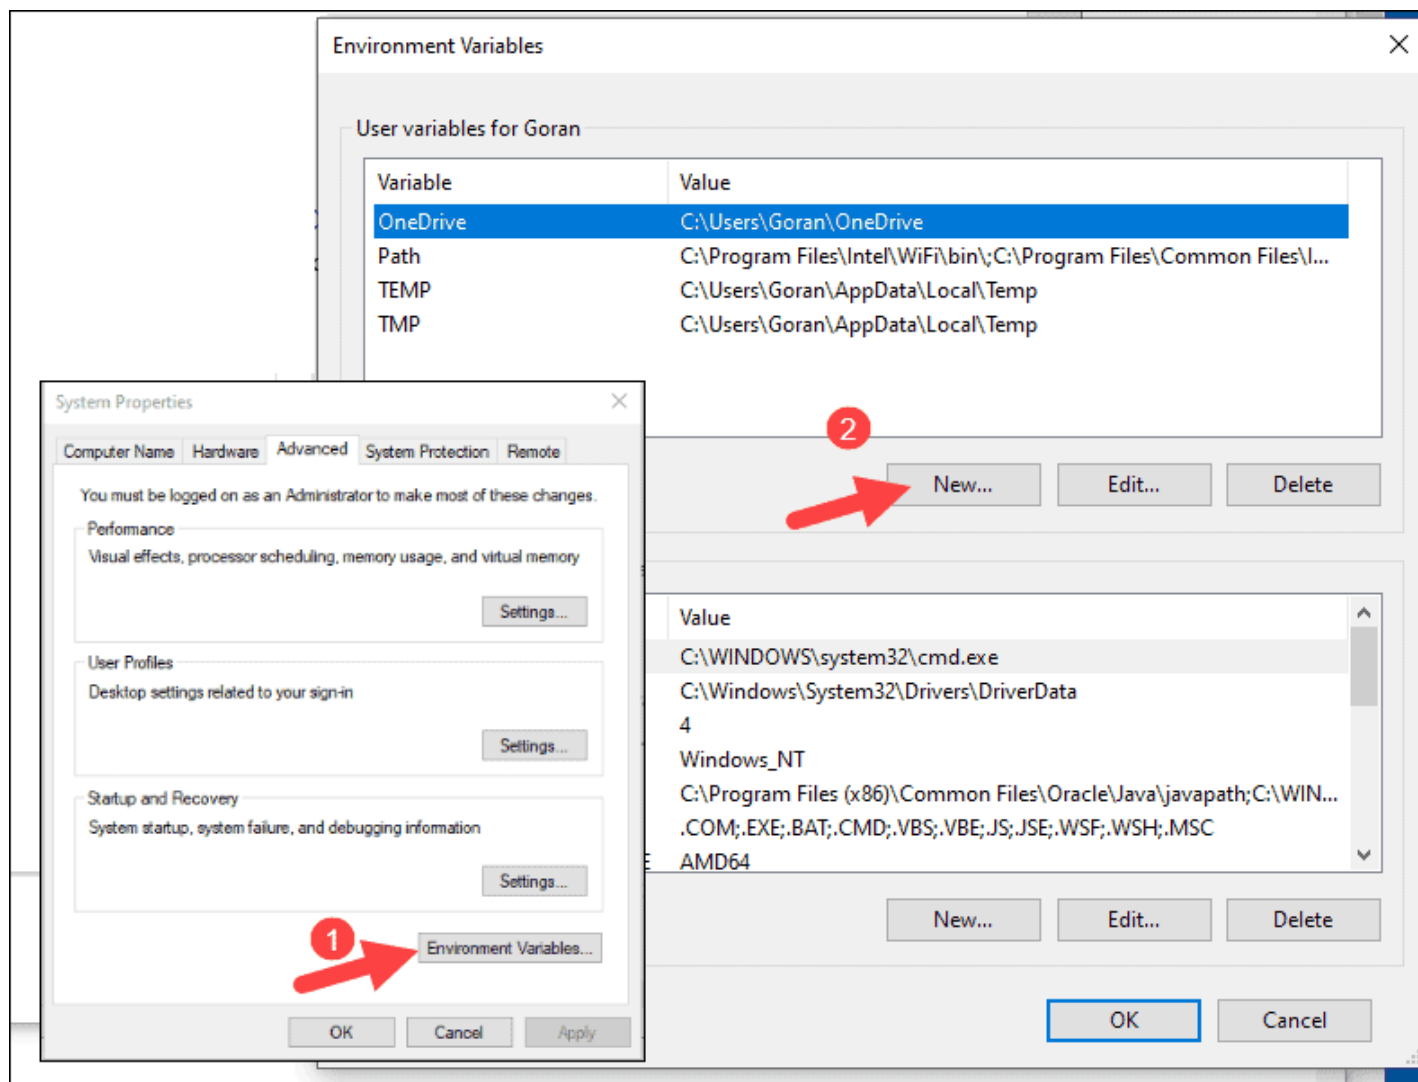 Environment Variables
User variables for Goran
Variable Value
OneDrive C:\Users\Goran\OneDrive
Path C:\Program Files\Intel\WiFi\bin\;C:\Program Files\Common Files\I...
TEMP C:\Users\Goran\AppData\Local\Temp
TMP C:\Users\Goran\AppData\Local\Temp
2
New... Edit... Delete
Value
C:\WINDOWS\system32\cmd.exe
C:\Windows\System32\Drivers\DriverData
4
Windows_NT
C:\Program Files (x86)\Common Files\Oracle\Java\javapath;C:\WIN...
.COM;.EXE;.BAT;.CMD;.VBS;.VBE;.JS;.JSE;.WSF;.WSH;.MSC
AMD64
New... Edit... Delete
OK Cancel
System Properties
Computer Name Hardware Advanced System Protection Remote
You must be logged on as an Administrator to make most of these changes.
Performance
Visual effects, processor scheduling, memory usage, and virtual memory
Settings...
User Profiles
Desktop settings related to your sign-in
Settings...
Startup and Recovery
System startup, system failure, and debugging information
Settings...
1
Environment Variables...
OK Cancel Apply